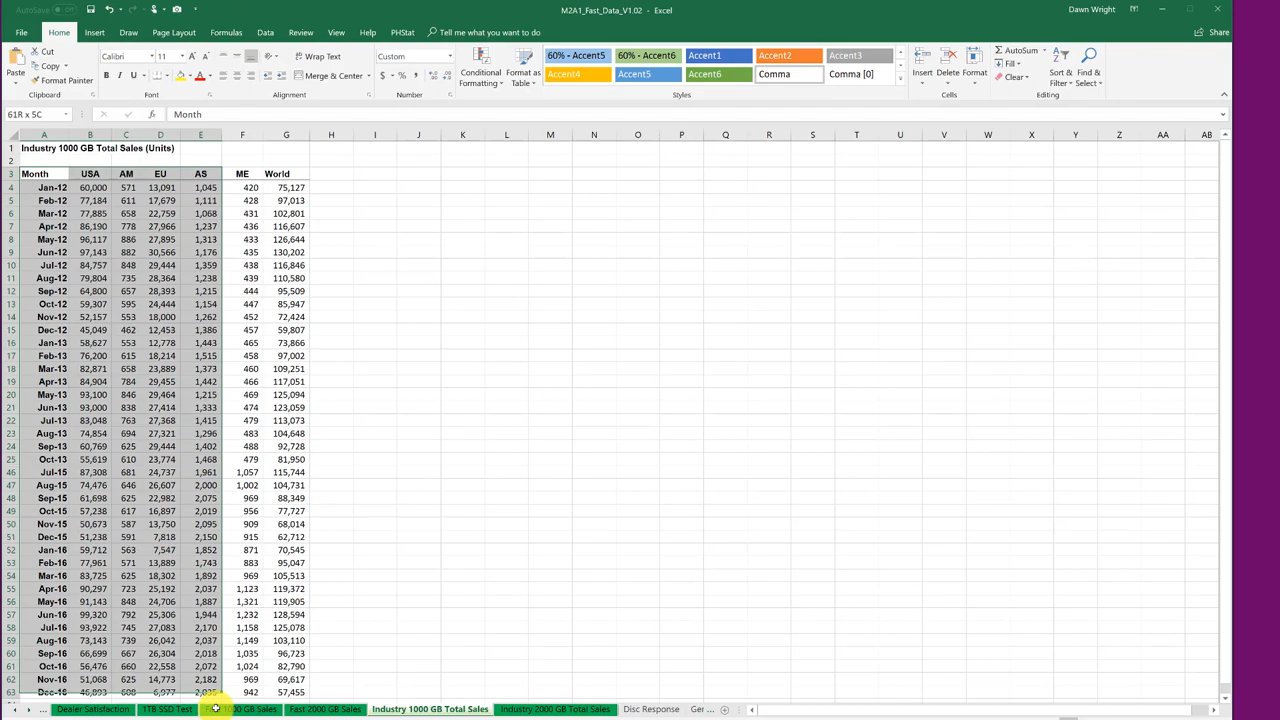 AutoSave Off M2A1_Fast_Data_V1.02 - Excel Dawn Wright
File Home Insert Draw Page Layout Formulas Data Review View Help PHStat Tell me what you want to do Share
Paste Cut Copy Format Painter Clipboard
Calibri B I U A Font
Wrap Text Merge & Center Alignment
Custom $ % , Number
Conditional Formatting Format as Table
60% - Accent5 60% - Accent6 Accent1 Accent2 Accent3
Accent4 Accent5 Accent6 Comma Comma [0]
Styles
Insert Delete Format Cells
AutoSum Fill Clear Sort & Filter Find & Select Editing
61R x 5C fx Month
A B C D E F G H I J K L M N O P Q R S T U V W X Y Z AA AB
1 Industry 1000 GB Total Sales (Units)
2
3 Month USA AM EU AS ME World
4 Jan-12 60,000 571 13,091 1,045 420 75,127
5 Feb-12 77,184 611 17,679 1,111 428 97,013
6 Mar-12 77,885 658 22,759 1,068 431 102,801
7 Apr-12 86,190 778 27,966 1,237 436 116,607
8 May-12 96,117 886 27,895 1,313 433 126,644
9 Jun-12 97,143 882 30,566 1,176 435 130,202
10 Jul-12 84,757 848 29,444 1,359 438 116,846
11 Aug-12 79,804 735 28,364 1,238 439 110,580
12 Sep-12 64,800 657 28,393 1,215 444 95,509
13 Oct-12 59,307 595 24,444 1,154 447 85,947
14 Nov-12 52,157 553 18,000 1,262 452 72,424
15 Dec-12 45,049 462 12,453 1,386 457 59,807
16 Jan-13 58,627 553 12,778 1,443 465 73,866
17 Feb-13 76,200 615 18,214 1,515 458 97,002
18 Mar-13 82,871 658 23,889 1,373 460 109,251
19 Apr-13 84,904 784 29,455 1,442 466 117,051
20 May-13 93,100 846 29,464 1,215 469 125,094
21 Jun-13 93,000 838 27,414 1,333 474 123,059
22 Jul-13 83,048 763 27,368 1,415 479 113,073
23 Aug-13 74,854 694 27,321 1,296 483 104,648
24 Sep-13 60,769 625 29,444 1,402 488 92,728
25 Oct-13 55,619 610 23,774 1,468 479 81,950
46 Jul-15 87,308 681 24,737 1,961 1,057 115,744
47 Aug-15 74,476 646 26,607 2,000 1,002 104,731
48 Sep-15 61,698 625 22,982 2,075 969 88,349
49 Oct-15 57,238 617 16,897 2,019 956 77,727
50 Nov-15 50,673 587 13,750 2,095 909 68,014
51 Dec-15 51,238 591 7,818 2,150 915 62,712
52 Jan-16 59,712 563 7,547 1,852 871 70,545
53 Feb-16 77,961 571 13,889 1,743 883 95,047
54 Mar-16 83,725 625 18,302 1,892 969 105,513
55 Apr-16 90,297 723 25,192 2,037 1,123 119,372
56 May-16 91,143 848 24,706 1,887 1,321 119,905
57 Jun-16 99,320 792 25,306 1,944 1,232 128,594
58 Jul-16 93,922 745 27,083 2,170 1,158 125,078
59 Aug-16 73,143 739 26,042 2,037 1,149 103,110
60 Sep-16 66,699 667 26,304 2,018 1,035 96,723
61 Oct-16 56,476 660 22,558 2,072 1,024 82,790
62 Nov-16 51,068 625 14,773 2,182 969 69,617
63 Dec-16 46,893 608 6,977 942 57,455
... Dealer Satisfaction 1TB SSD Test 1000 GB Sales Fast 2000 GB Sales Industry 1000 GB Total Sales Industry 2000 GB Total Sales Disc Response Ger ...